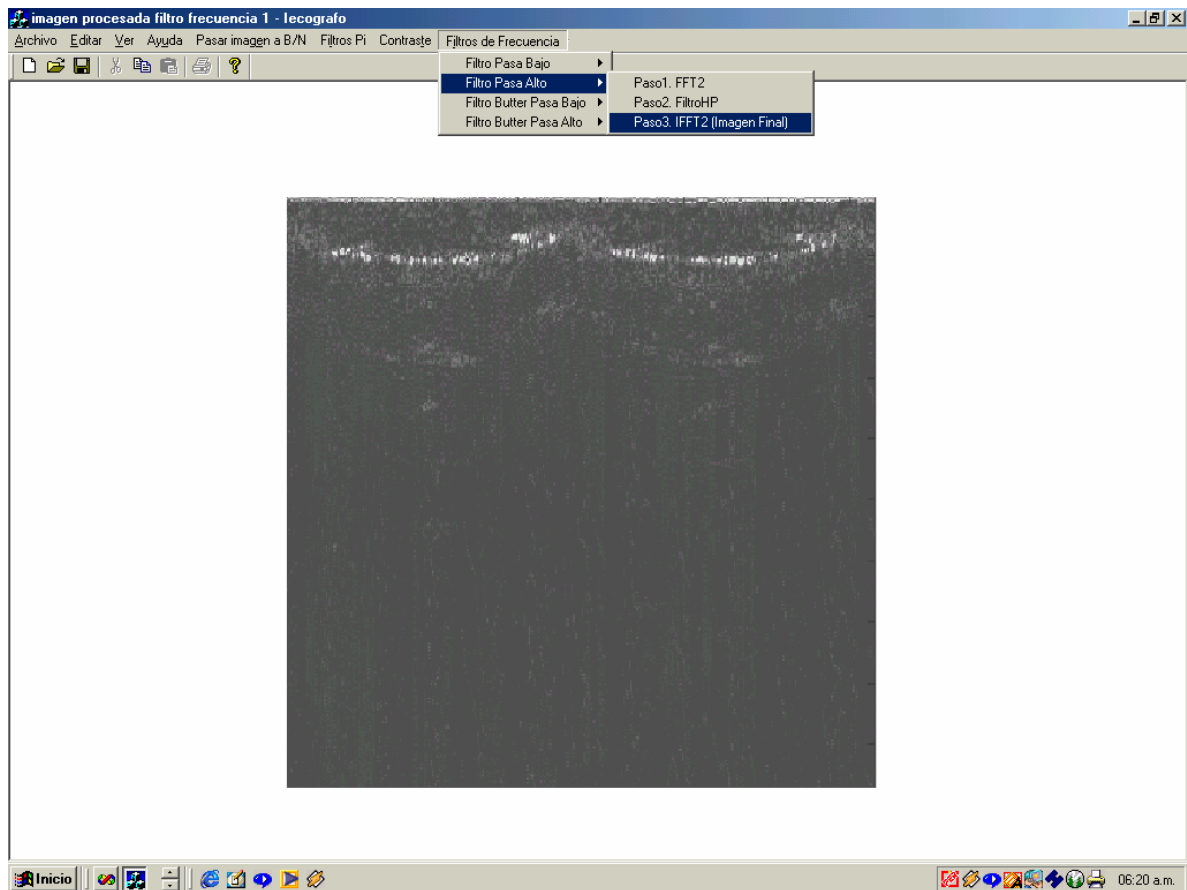 imagen procesada filtro frecuencia 1 - Iecografo
Archivo Editar Ver Ayuda Pasar imagen a B/N Filtros Pi Contraste Filtros de Frecuencia
Filtro Pasa Bajo
Filtro Pasa Alto
Filtro Butter Pasa Bajo
Filtro Butter Pasa Alto
Paso1. FFT2
Paso2. FiltroHP
Paso3. IFFT2 (Imagen Final)
Inicio
06:20 a.m.